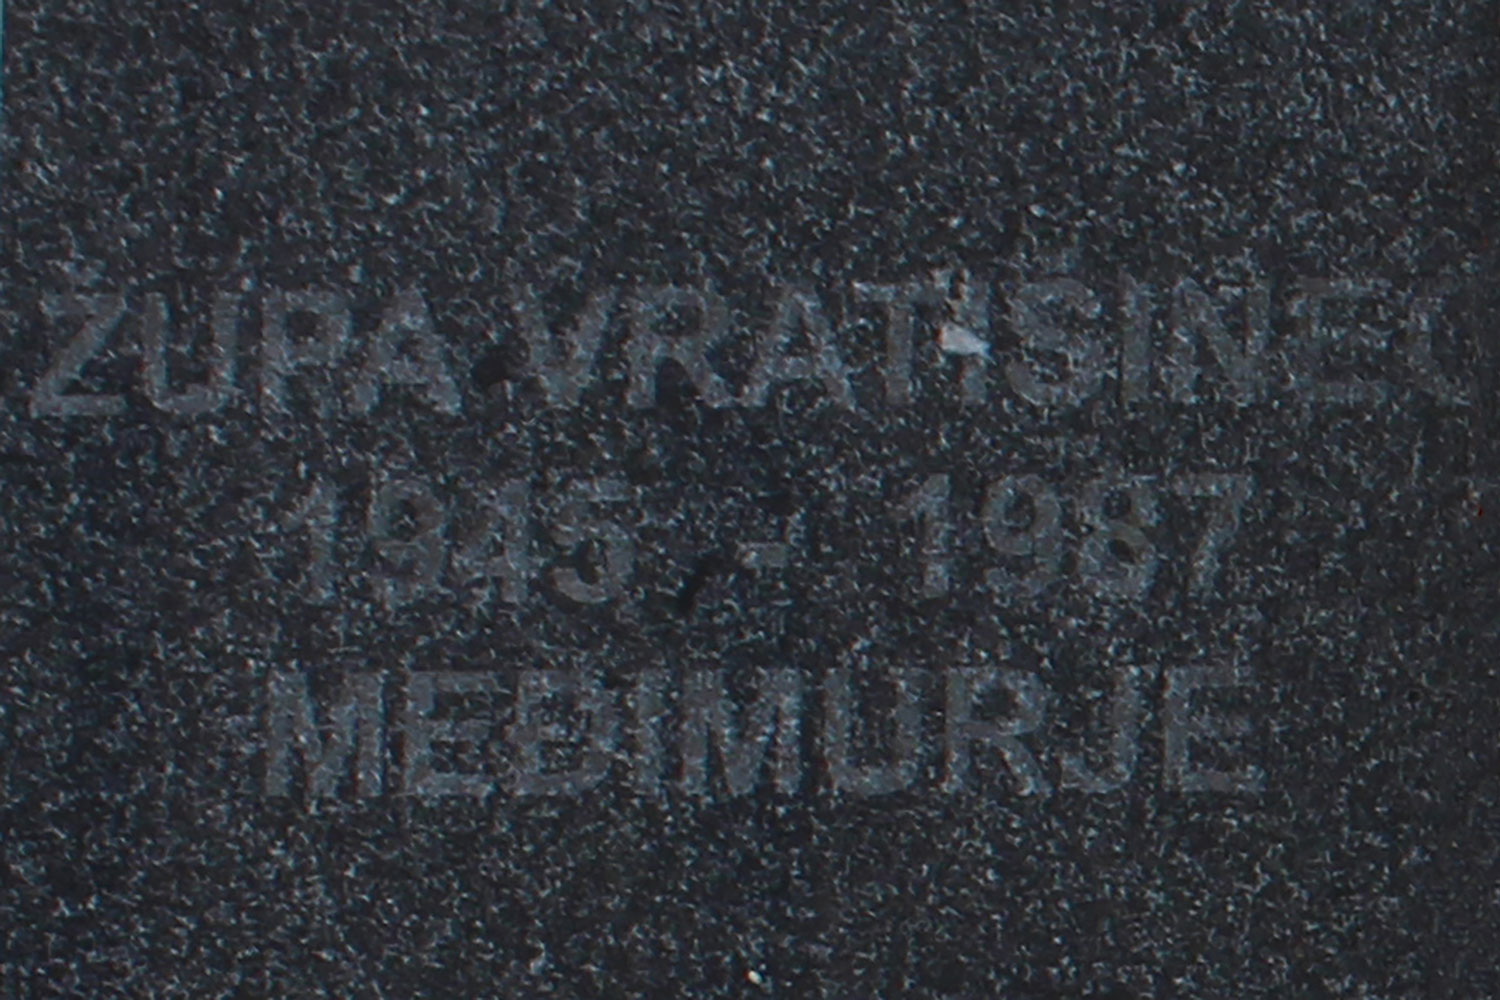 ŽUPA VRATIŠINEC
1945 - 1987
MEĐIMURJE